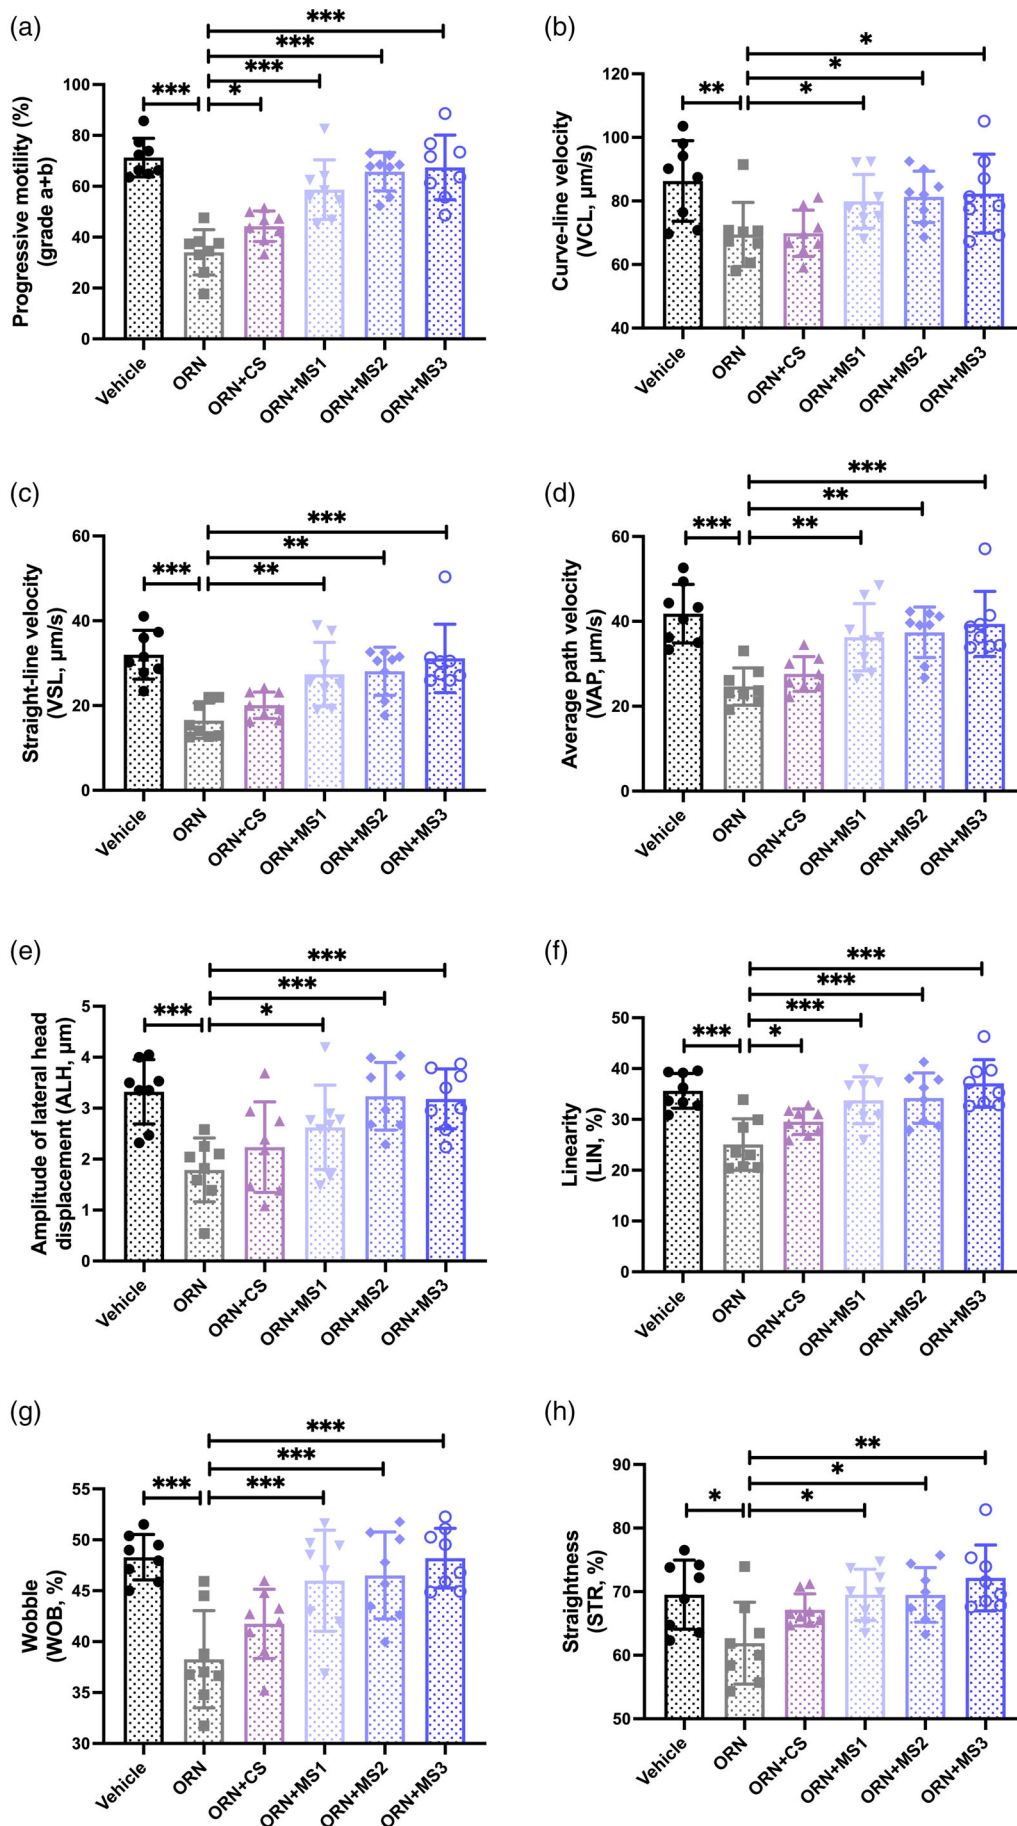 (a)
***
***
***
***
*
Progressive motility (%)
(grade a+b)
100
80
60
40
20
0
Vehicle
ORN
ORN+CS
ORN+MS1
ORN+MS2
ORN+MS3
(b)
*
*
**
*
Curve-line velocity
(VCL, μm/s)
120
100
80
60
40
Vehicle
ORN
ORN+CS
ORN+MS1
ORN+MS2
ORN+MS3
(c)
***
**
***
**
Straight-line velocity
(VSL, μm/s)
60
40
20
0
Vehicle
ORN
ORN+CS
ORN+MS1
ORN+MS2
ORN+MS3
(d)
***
**
***
**
Average path velocity
(VAP, μm/s)
60
40
20
0
Vehicle
ORN
ORN+CS
ORN+MS1
ORN+MS2
ORN+MS3
(e)
***
***
***
*
Amplitude of lateral head
displacement (ALH, μm)
5
4
3
2
1
0
Vehicle
ORN
ORN+CS
ORN+MS1
ORN+MS2
ORN+MS3
(f)
***
***
***
***
*
Linearity
(LIN, %)
50
40
30
20
10
0
Vehicle
ORN
ORN+CS
ORN+MS1
ORN+MS2
ORN+MS3
(g)
***
***
***
***
Wobble
(WOB, %)
55
50
45
40
35
30
Vehicle
ORN
ORN+CS
ORN+MS1
ORN+MS2
ORN+MS3
(h)
**
*
*
*
Straightness
(STR, %)
90
80
70
60
50
Vehicle
ORN
ORN+CS
ORN+MS1
ORN+MS2
ORN+MS3